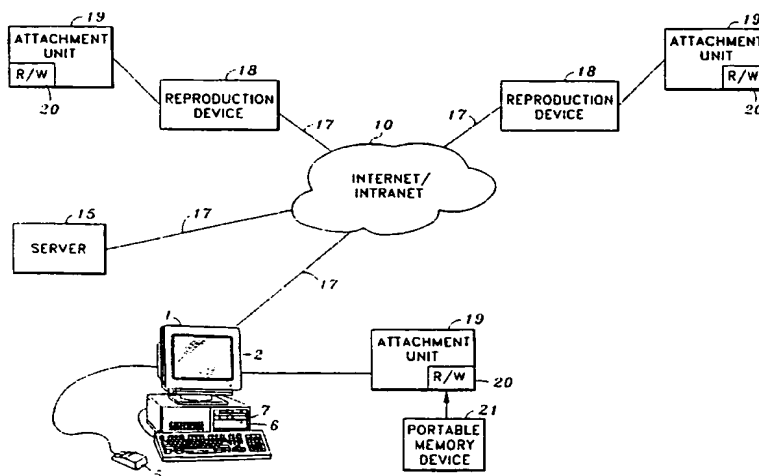 19
ATTACHMENT
UNIT
R/W
20
18
REPRODUCTION
DEVICE
17
10
INTERNET/
INTRANET
17
18
REPRODUCTION
DEVICE
19
ATTACHMENT
UNIT
R/W
20
15
SERVER
17
17
1
2
7
6
19
ATTACHMENT
UNIT
R/W
20
21
PORTABLE
MEMORY
DEVICE